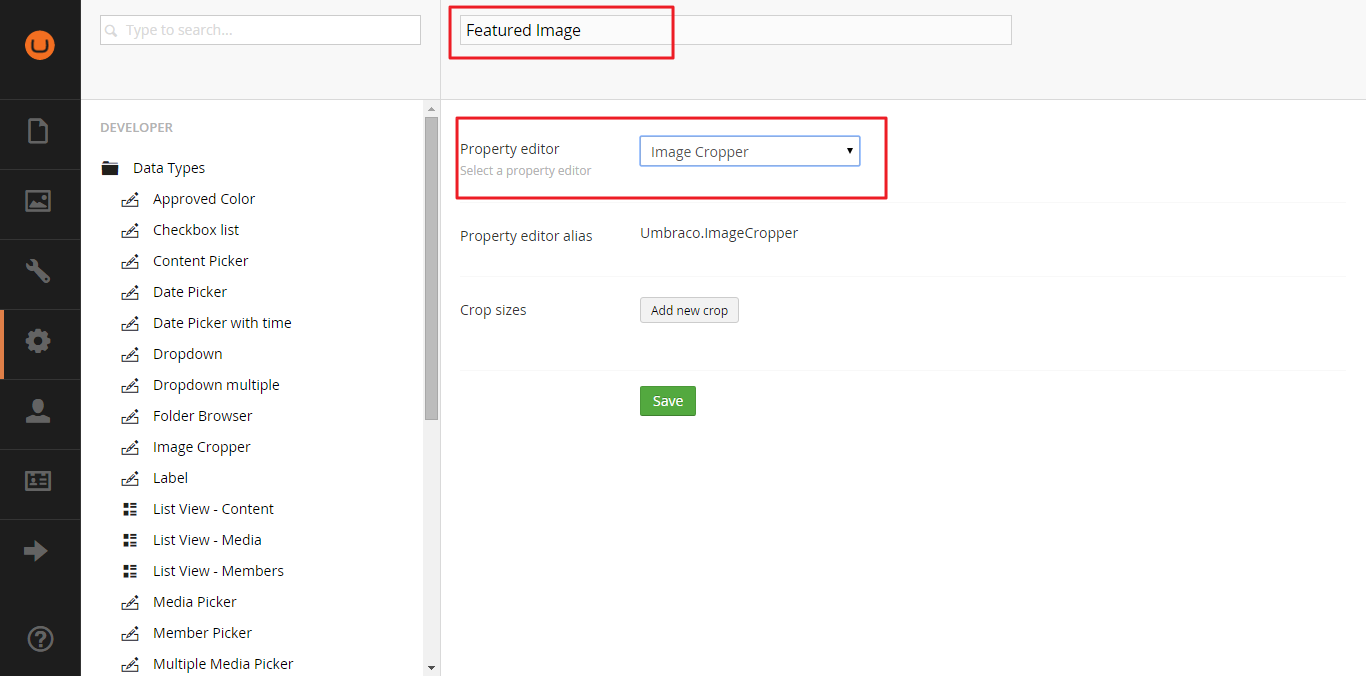 Type to search...
Featured Image
DEVELOPER
Data Types
Approved Color
Checkbox list
Content Picker
Date Picker
Date Picker with time
Dropdown
Dropdown multiple
Folder Browser
Image Cropper
Label
List View - Content
List View - Media
List View - Members
Media Picker
Member Picker
Multiple Media Picker
Property editor
Select a property editor
Image Cropper
Property editor alias
Umbraco.ImageCropper
Crop sizes
Add new crop
Save